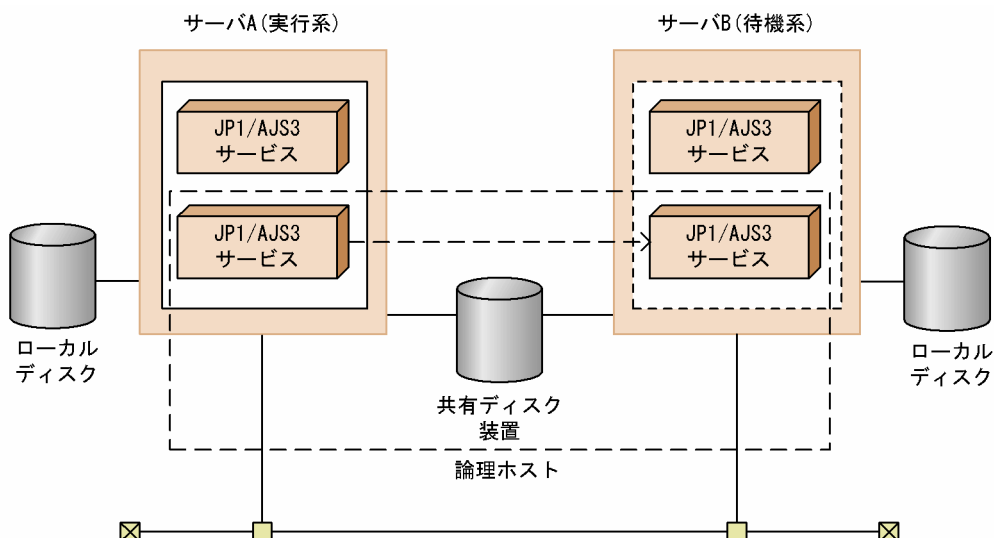 サーバA(実行系)
サーバB(待機系)
JP1/AJS3
サービス
JP1/AJS3
サービス
JP1/AJS3
サービス
JP1/AJS3
サービス
ローカル
ディスク
共有ディスク
装置
ローカル
ディスク
論理ホスト